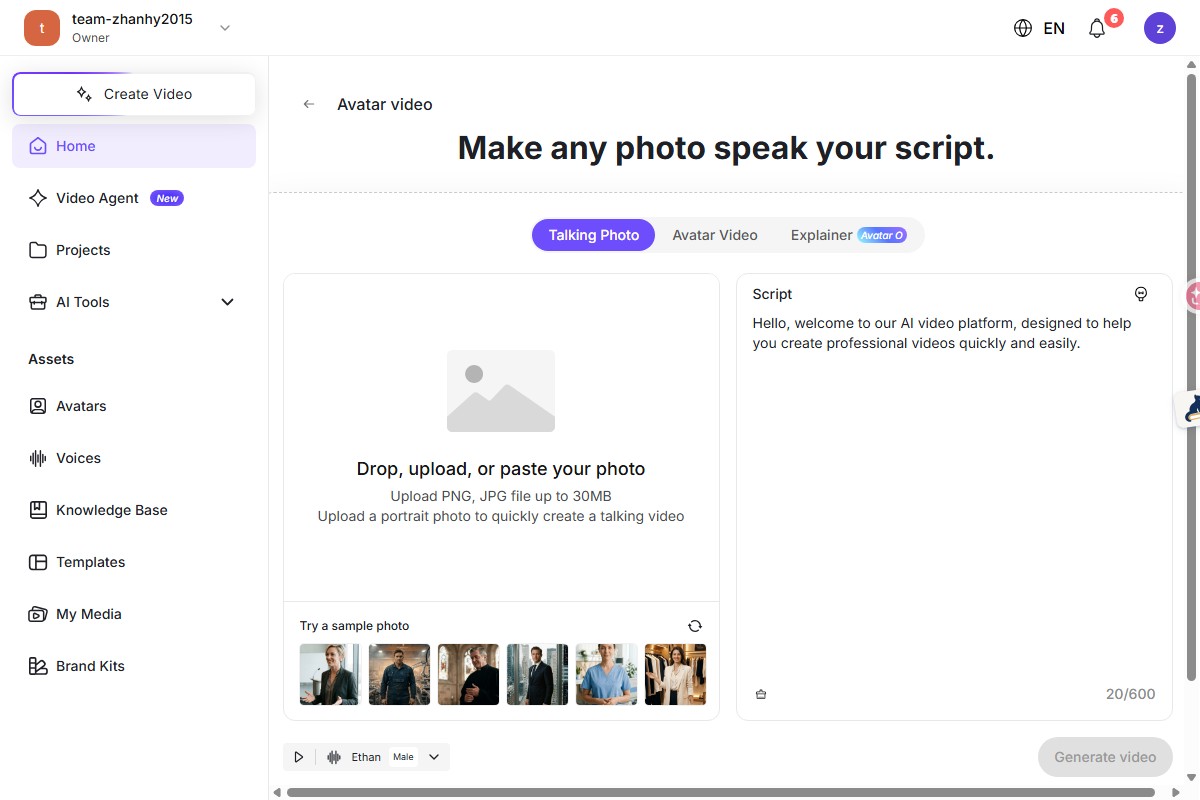 t
team-zhanhy2015
Owner
EN
6
z
Create Video
Home
Video Agent New
Projects
AI Tools
Assets
Avatars
Voices
Knowledge Base
Templates
My Media
Brand Kits
Avatar video
Make any photo speak your script.
Talking Photo
Avatar Video
Explainer Avatar O
Drop, upload, or paste your photo
Upload PNG, JPG file up to 30MB
Upload a portrait photo to quickly create a talking video
Try a sample photo
Script
Hello, welcome to our AI video platform, designed to help
you create professional videos quickly and easily.
20/600
Ethan Male
Generate video